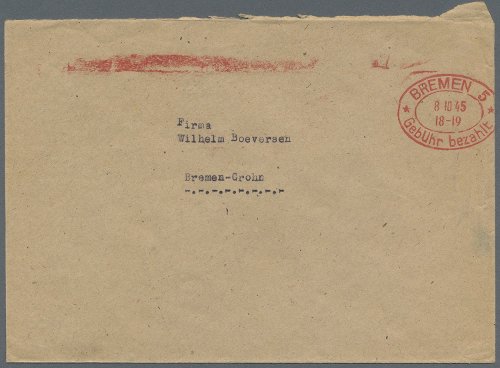 BREMEN 5
8 10 45
18-19
Gebühr bezahlt
Firma
Wilhelm Boeversen
Bremen-Grohn